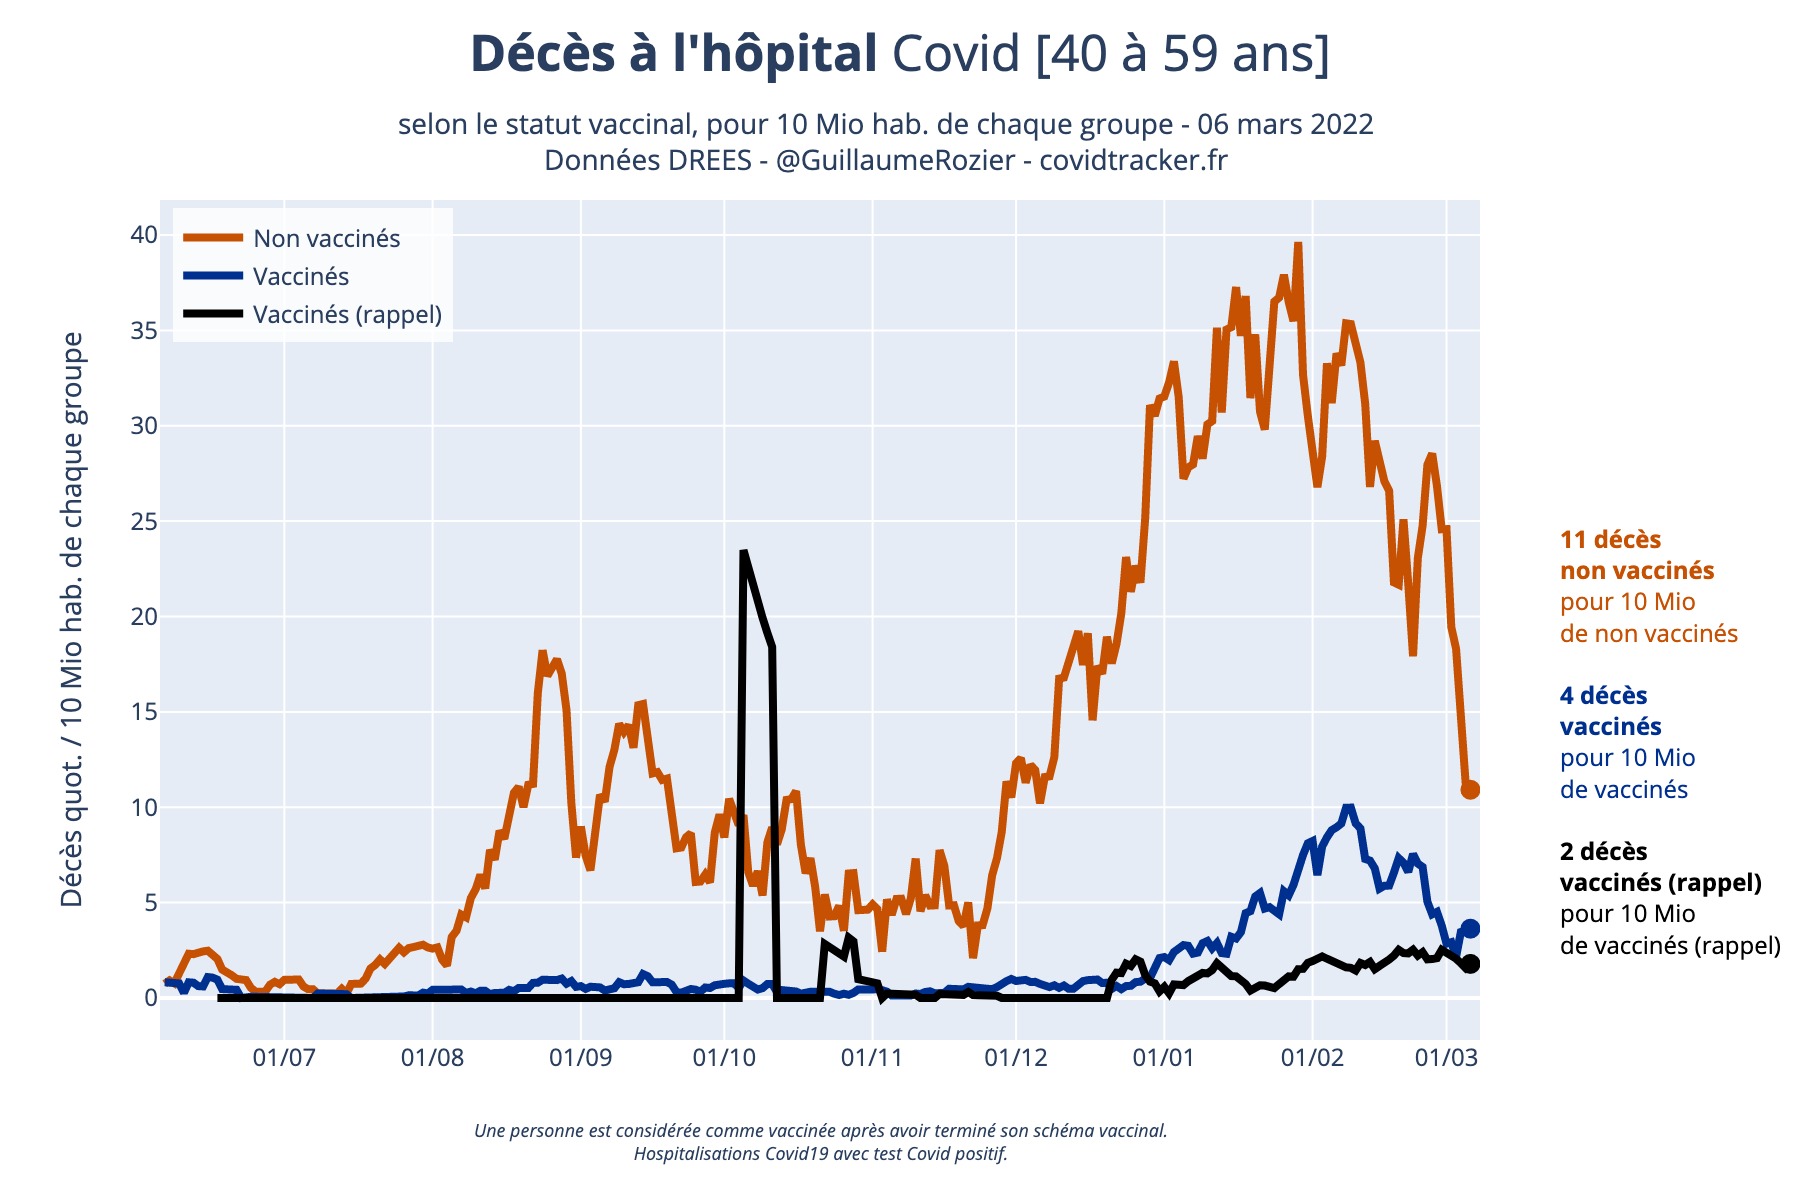 Décès à l'hôpital Covid [40 à 59 ans]
selon le statut vaccinal, pour 10 Mio hab. de chaque groupe - 06 mars 2022
Données DREES - @GuillaumeRozier - covidtracker.fr
Non vaccinés
Vaccinés
Vaccinés (rappel)
Décès quot. / 10 Mio hab. de chaque groupe
40
35
30
25
20
15
10
5
0
01/07
01/08
01/09
01/10
01/11
01/12
01/01
01/02
01/03
11 décès
non vaccinés
pour 10 Mio
de non vaccinés
4 décès
vaccinés
pour 10 Mio
de vaccinés
2 décès
vaccinés (rappel)
pour 10 Mio
de vaccinés (rappel)
Une personne est considérée comme vaccinée après avoir terminé son schéma vaccinal.
Hospitalisations Covid19 avec test Covid positif.